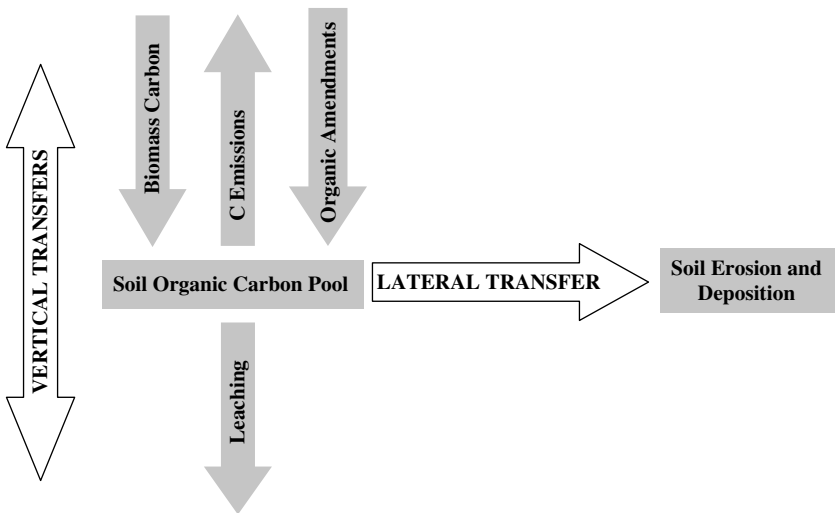 VERTICAL TRANSFERS
Biomass Carbon
C Emissions
Organic Amendments
Soil Organic Carbon Pool
LATERAL TRANSFER
Soil Erosion and
Deposition
Leaching